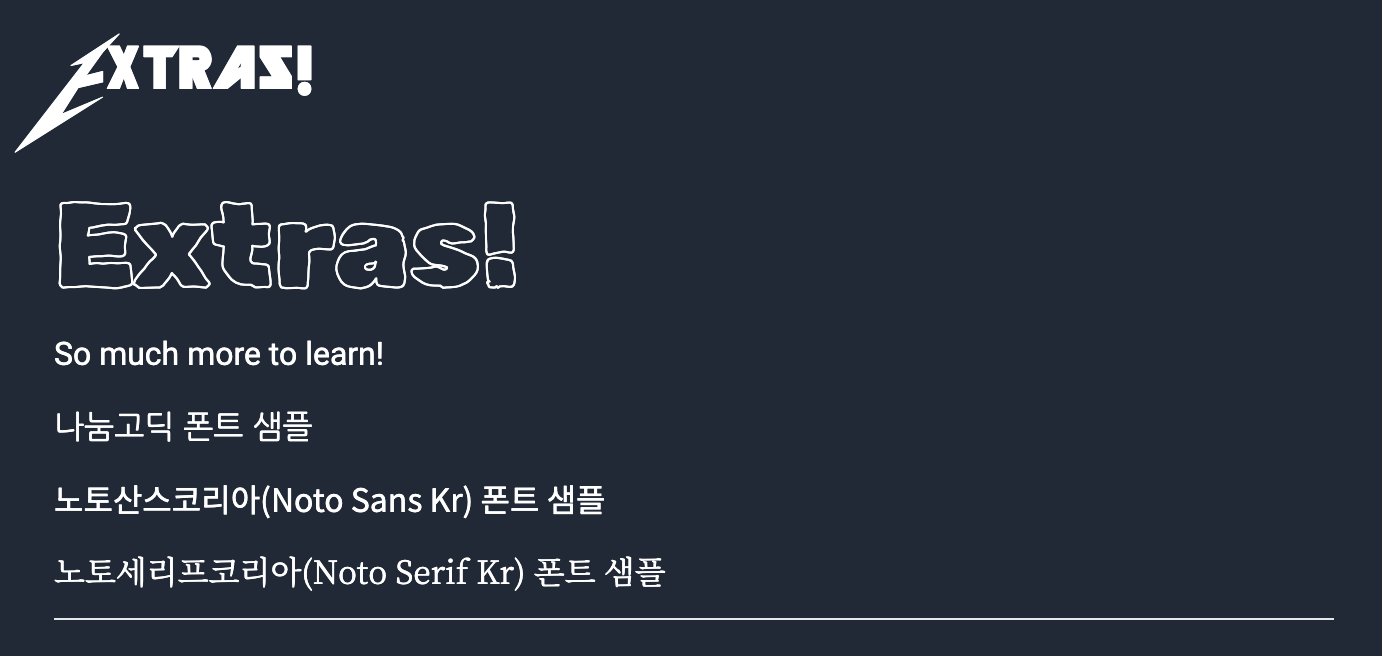 EXTRAS!
Extras!
So much more to learn!
나눔고딕 폰트 샘플
노토산스코리아(Noto Sans Kr) 폰트 샘플
노토세리프코리아(Noto Serif Kr) 폰트 샘플